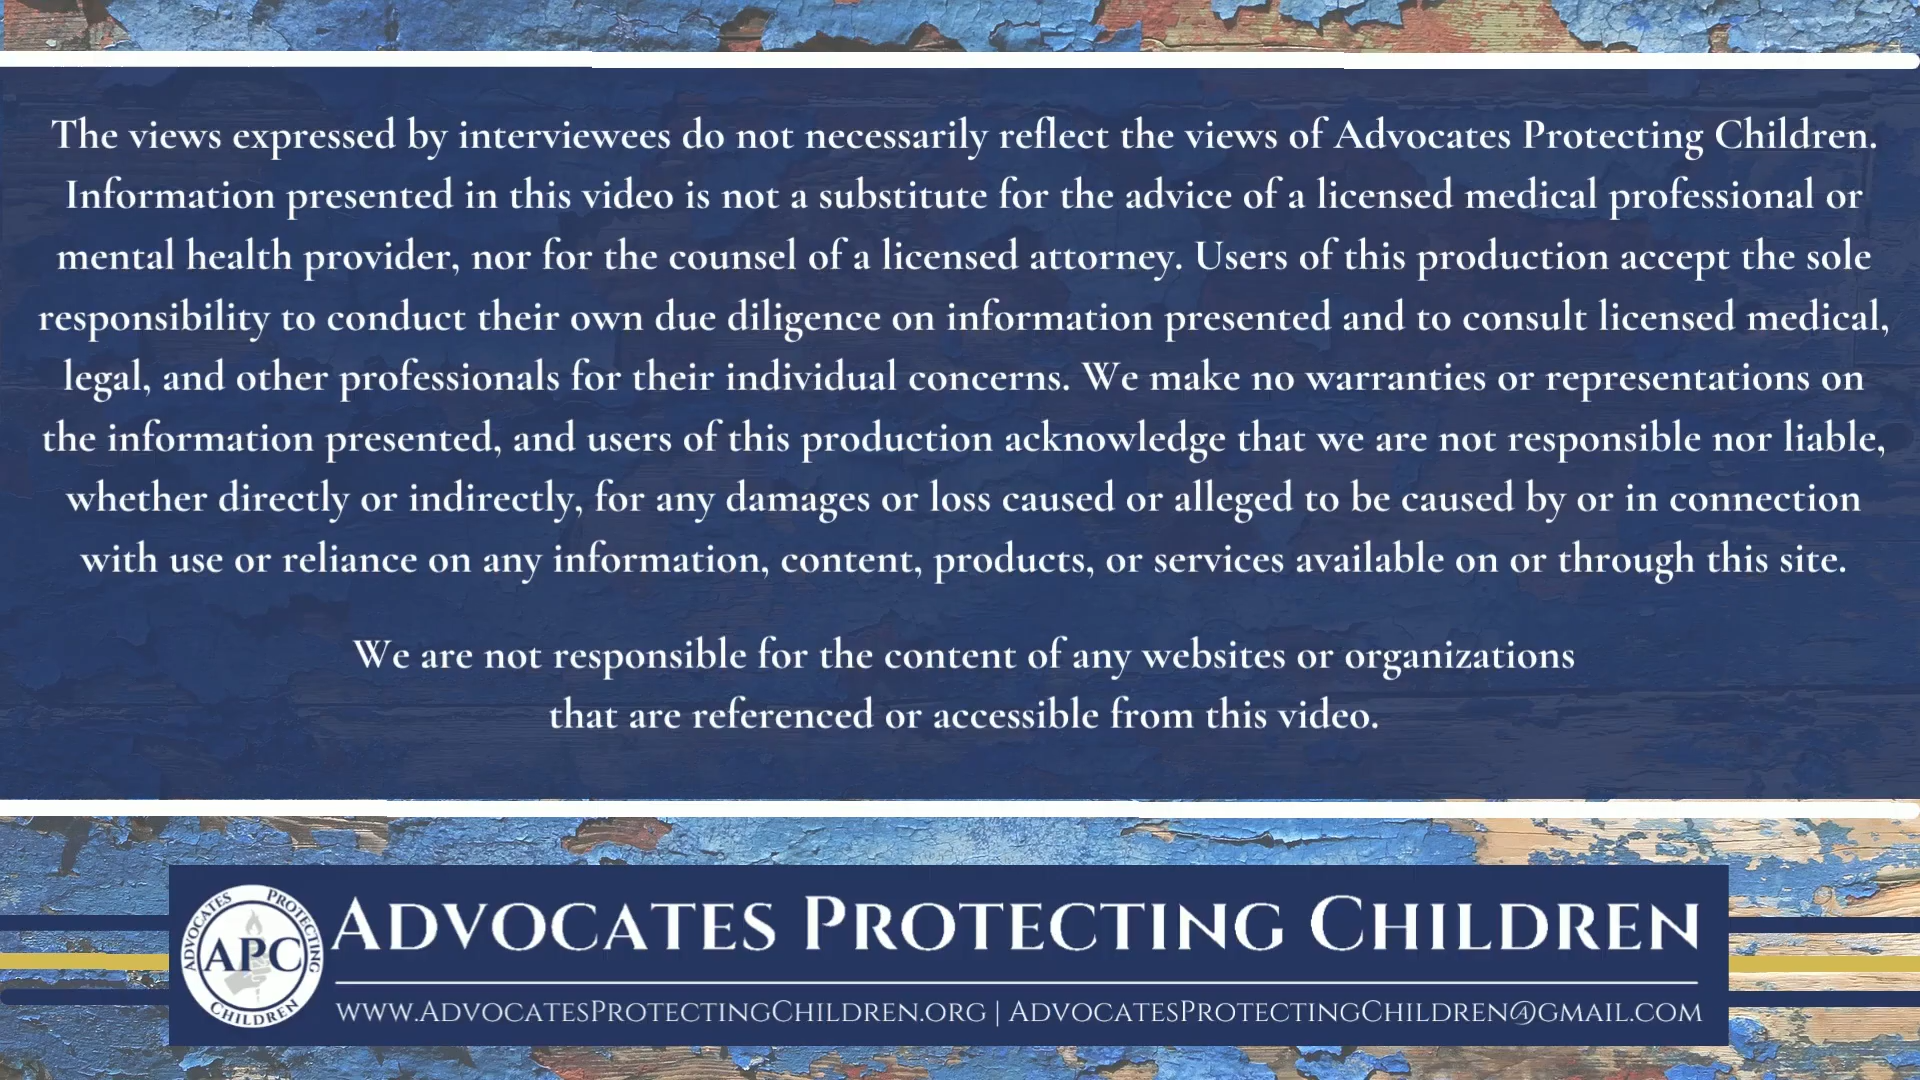 The views expressed by interviewees do not necessarily reflect the views of Advocates Protecting Children.
Information presented in this video is not a substitute for the advice of a licensed medical professional or
mental health provider, nor for the counsel of a licensed attorney. Users of this production accept the sole
responsibility to conduct their own due diligence on information presented and to consult licensed medical,
legal, and other professionals for their individual concerns. We make no warranties or representations on
the information presented, and users of this production acknowledge that we are not responsible nor liable,
whether directly or indirectly, for any damages or loss caused or alleged to be caused by or in connection
with use or reliance on any information, content, products, or services available on or through this site.
We are not responsible for the content of any websites or organizations
that are referenced or accessible from this video.
ADVOCATES PROTECTING CHILDREN
APC
ADVOCATES PROTECTING CHILDREN
WWW.ADVOCATESPROTECTINGCHILDREN.ORG | ADVOCATESPROTECTINGCHILDREN@GMAIL.COM